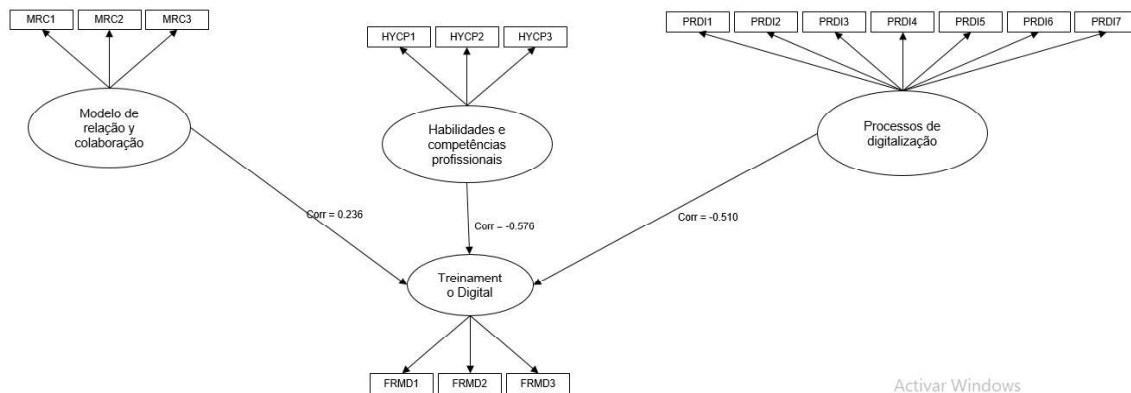 MRC1 MRC2 MRC3
HYCP1 HYCP2 HYCP3
PRDI1 PRDI2 PRDI3 PRDI4 PRDI5 PRDI6 PRDI7
Modelo de
relação y
colaboração
Habilidades e
competências
profissionais
Processos de
digitalização
Corr = 0.236
Corr = -0.576
Corr = -0.510
Treinament
o Digital
FRMD1 FRMD2 FRMD3
Activar Windows